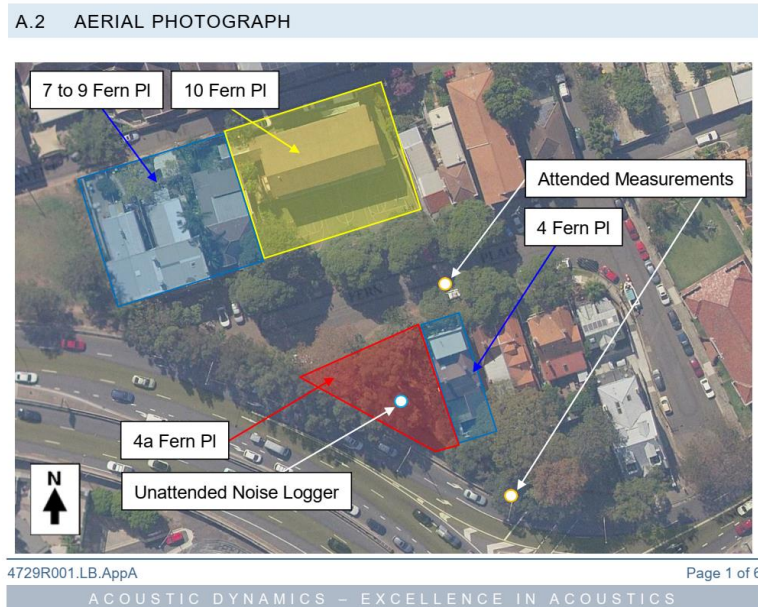 A.2 AERIAL PHOTOGRAPH
7 to 9 Fern Pl
10 Fern Pl
Attended Measurements
4 Fern Pl
PLACE
4a Fern Pl
Unattended Noise Logger
N
4729R001.LB.AppA
Page 1 of 6
ACOUSTIC DYNAMICS – EXCELLENCE IN ACOUSTICS